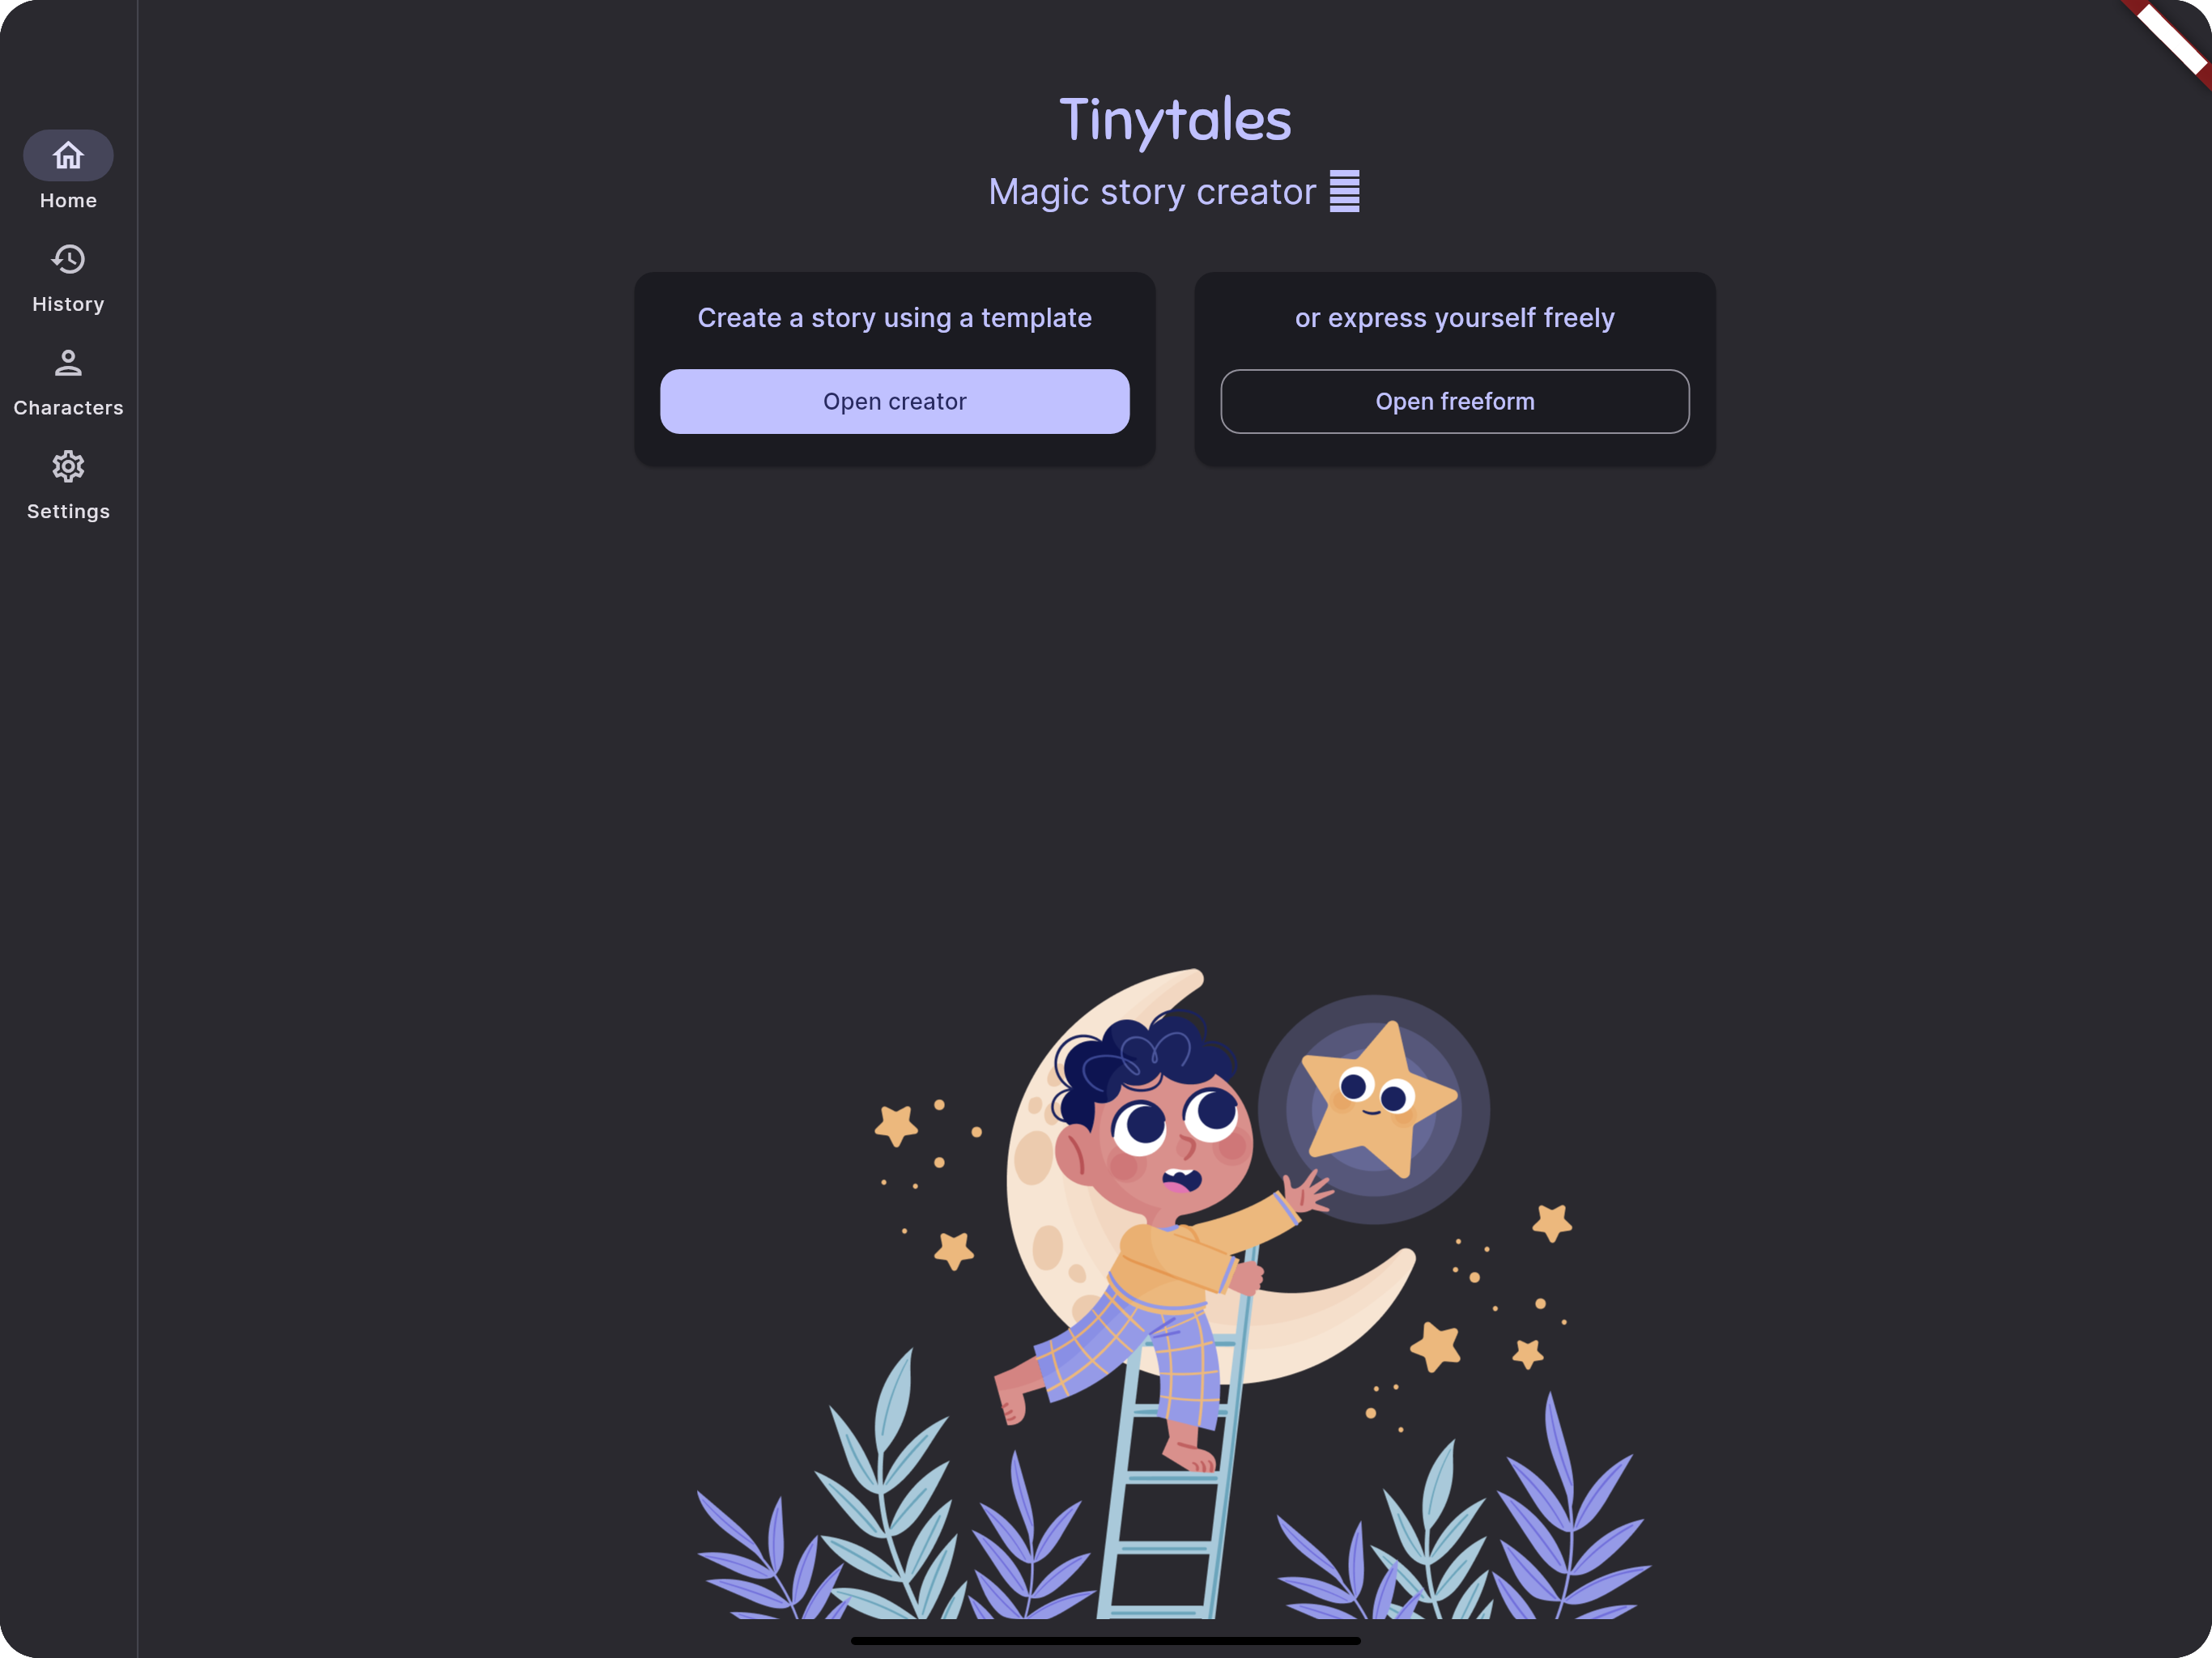 Tinytales
Magic story creator
Create a story using a template
Open creator
or express yourself freely
Open freeform
Home
History
Characters
Settings